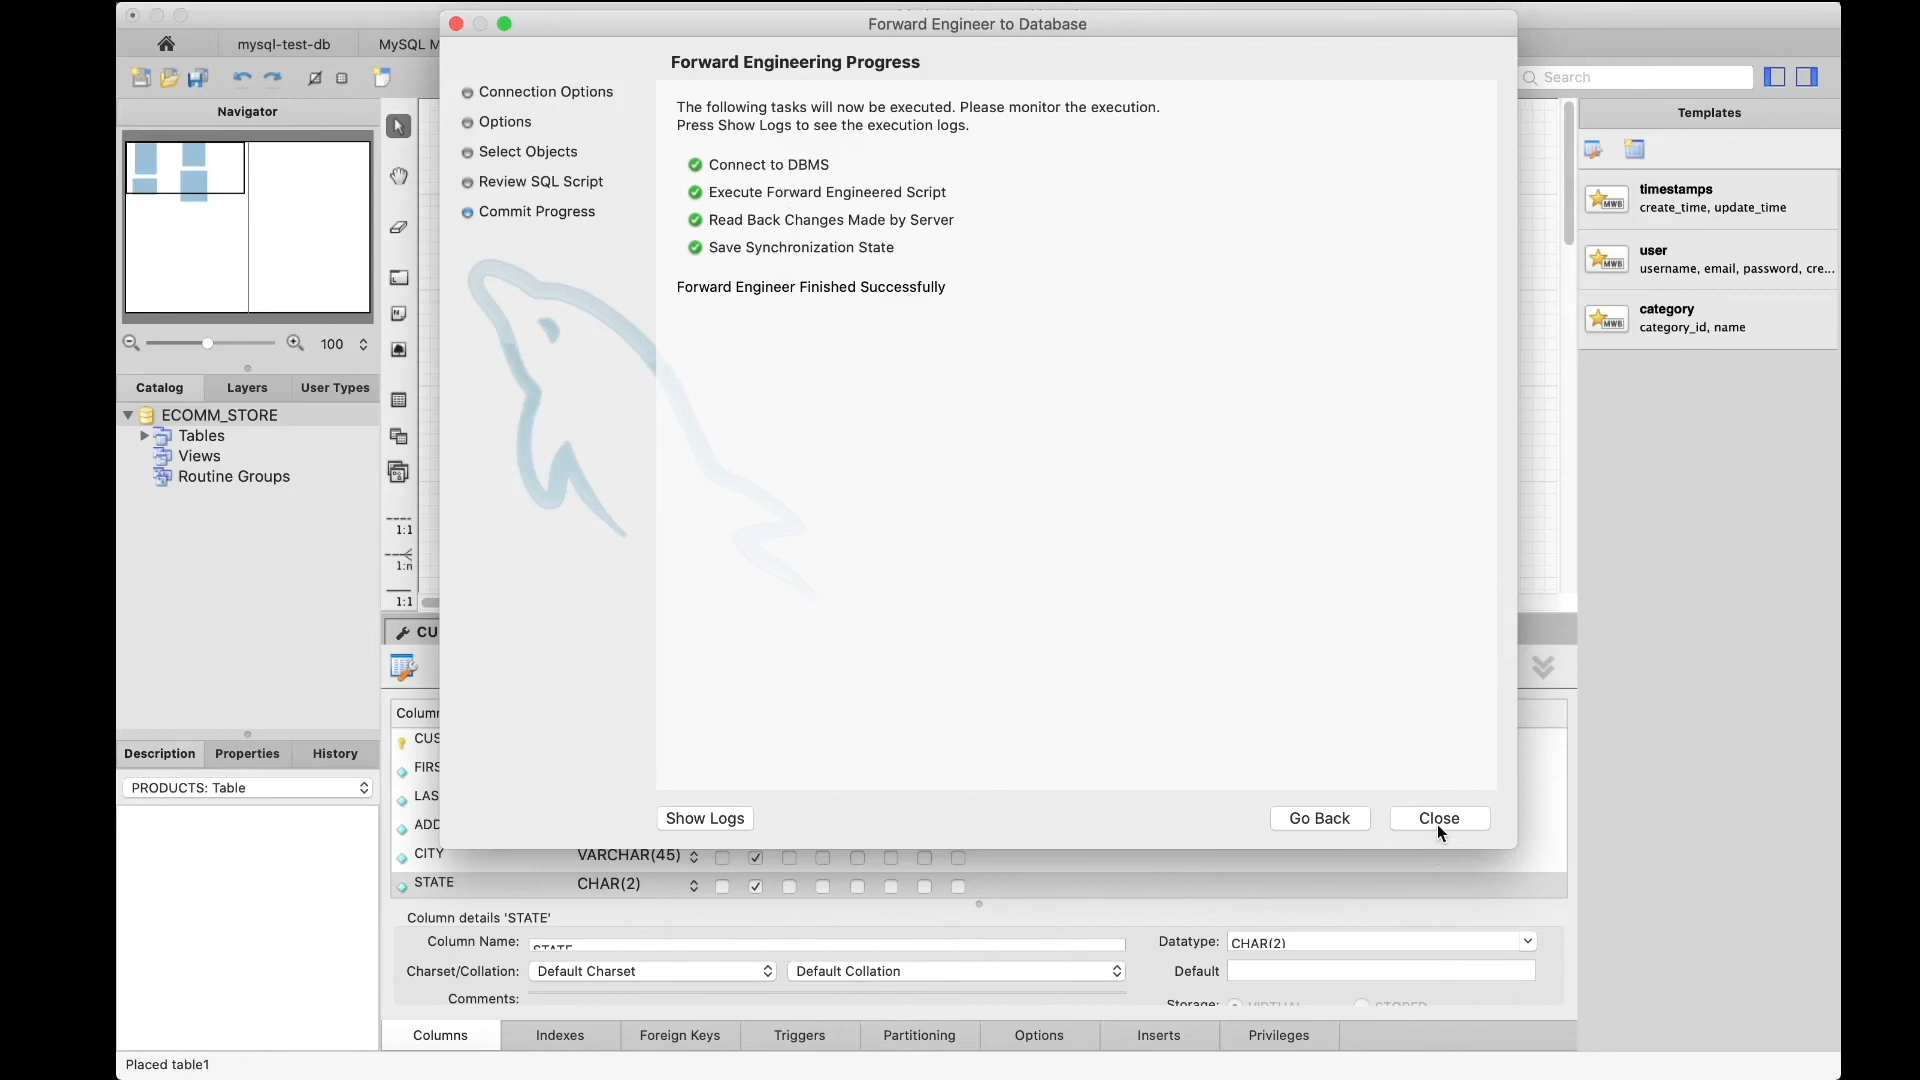 Forward Engineer to Database
mysql-test-db
MySQL M
Forward Engineering Progress
Search
Connection Options
Options
Select Objects
Review SQL Script
Commit Progress
The following tasks will now be executed. Please monitor the execution.
Press Show Logs to see the execution logs.
Connect to DBMS
Execute Forward Engineered Script
Read Back Changes Made by Server
Save Synchronization State
Forward Engineer Finished Successfully
Show Logs
Go Back
Close
Navigator
100
Catalog
Layers
User Types
ECOMM_STORE
Tables
Views
Routine Groups
Description
Properties
History
PRODUCTS: Table
1:1
1:n
1:1
Templates
timestamps
create_time, update_time
user
username, email, password, cre...
category
category_id, name
MWB
MWB
MWB
CU
Colum
CUS
FIRS
LAS
ADD
CITY VARCHAR(45)
STATE CHAR(2)
Column details 'STATE'
Column Name: STATE
Datatype: CHAR(2)
Charset/Collation: Default Charset Default Collation
Default
Comments:
Storage: VIRTUAL STORED
Columns
Indexes
Foreign Keys
Triggers
Partitioning
Options
Inserts
Privileges
Placed table1